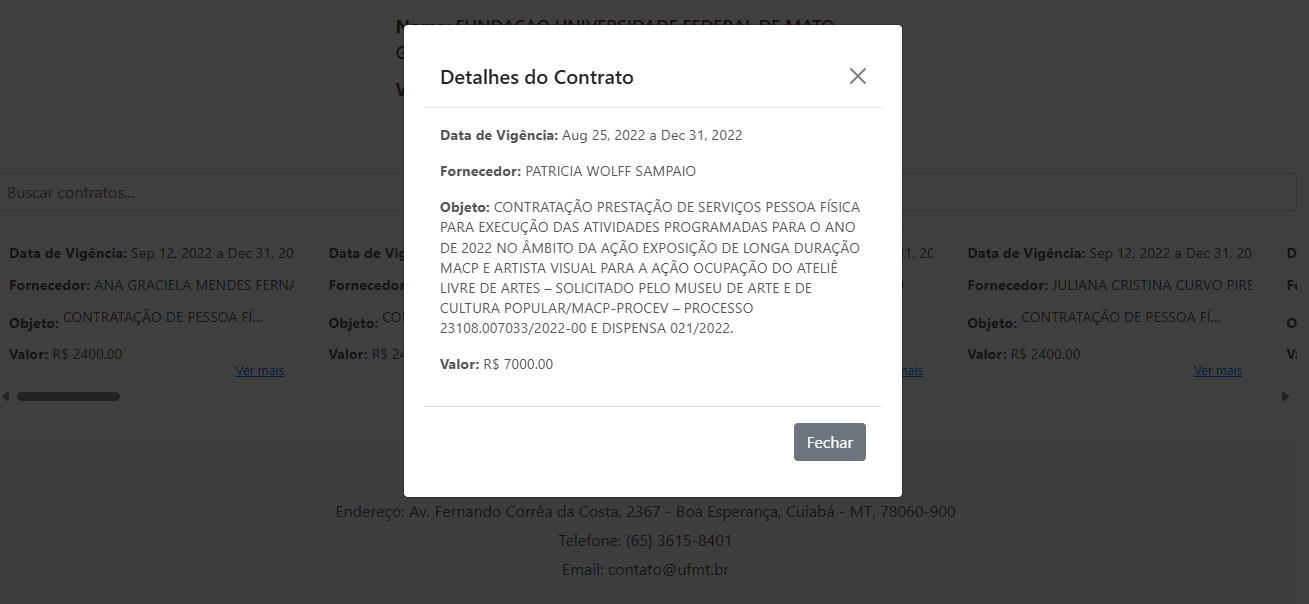 Nome: FUNDACAO UNIVERSIDADE FEDERAL DE MATO
Detalhes do Contrato
Data de Vigência: Aug 25, 2022 a Dec 31, 2022
Fornecedor: PATRICIA WOLFF SAMPAIO
Objeto: CONTRATAÇÃO PRESTAÇÃO DE SERVIÇOS PESSOA FÍSICA
PARA EXECUÇÃO DAS ATIVIDADES PROGRAMADAS PARA O ANO
DE 2022 NO ÂMBITO DA AÇÃO EXPOSIÇÃO DE LONGA DURAÇÃO
MACP E ARTISTA VISUAL PARA A AÇÃO OCUPAÇÃO DO ATELIÊ
LIVRE DE ARTES – SOLICITADO PELO MUSEU DE ARTE E DE
CULTURA POPULAR/MACP-PROCEV – PROCESSO
23108.007033/2022-00 E DISPENSA 021/2022.
Valor: R$ 7000.00
Fechar
Buscar contratos...
Data de Vigência: Sep 12, 2022 a Dec 31, 20
Fornecedor: ANA GRACIELA MENDES FERNA
Objeto: CONTRATAÇÃO DE PESSOA FÍ...
Valor: R$ 2400.00
Ver mais
Data de Vig
Fornecedor
Objeto: CO
Valor: R$ 24
1, 20
mais
Data de Vigência: Sep 12, 2022 a Dec 31, 20
Fornecedor: JULIANA CRISTINA CURVO PIRE
Objeto: CONTRATAÇÃO DE PESSOA FÍ...
Valor: R$ 2400.00
Ver mais
D
F
O
V
Endereço: Av. Fernando Corrêa da Costa, 2367 - Boa Esperança, Cuiabá - MT, 78060-900
Telefone: (65) 3615-8401
Email: contato@ufmt.br